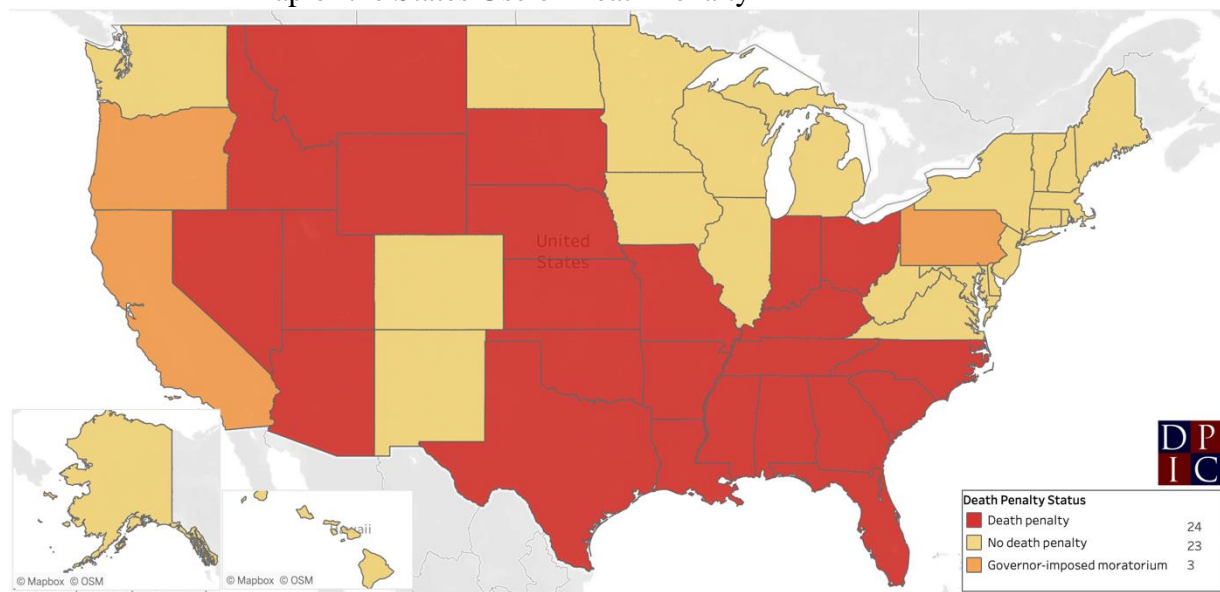 United
States
Hawaii
© Mapbox © OSM
© Mapbox © OSM
D P
I C
Death Penalty Status
Death penalty 24
No death penalty 23
Governor-imposed moratorium 3